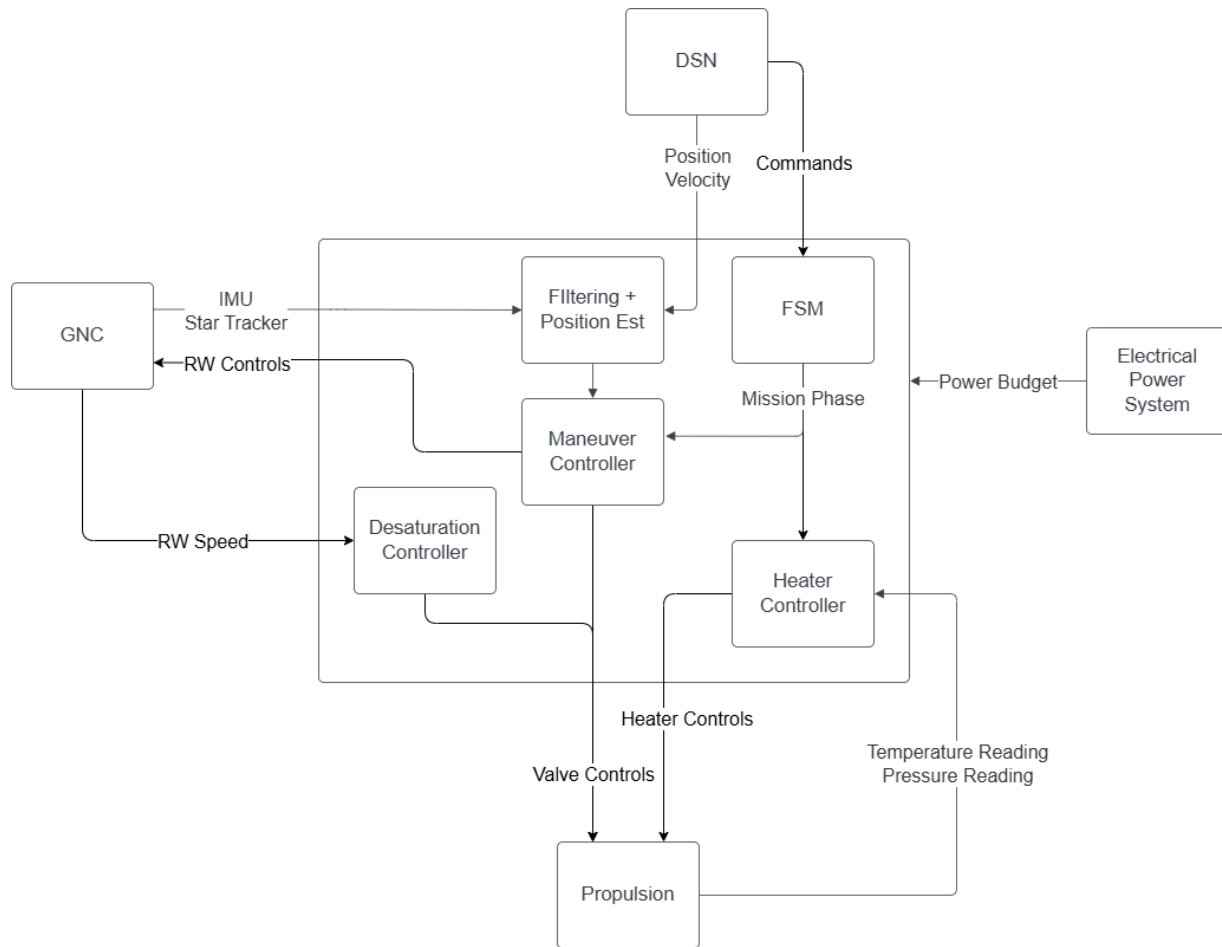 DSN
Position
Velocity
Commands
GNC
IMU
Star Tracker
FIltering +
Position Est
FSM
RW Controls
Mission Phase
Power Budget
Electrical
Power
System
Maneuver
Controller
RW Speed
Desaturation
Controller
Heater
Controller
Heater Controls
Valve Controls
Temperature Reading
Pressure Reading
Propulsion